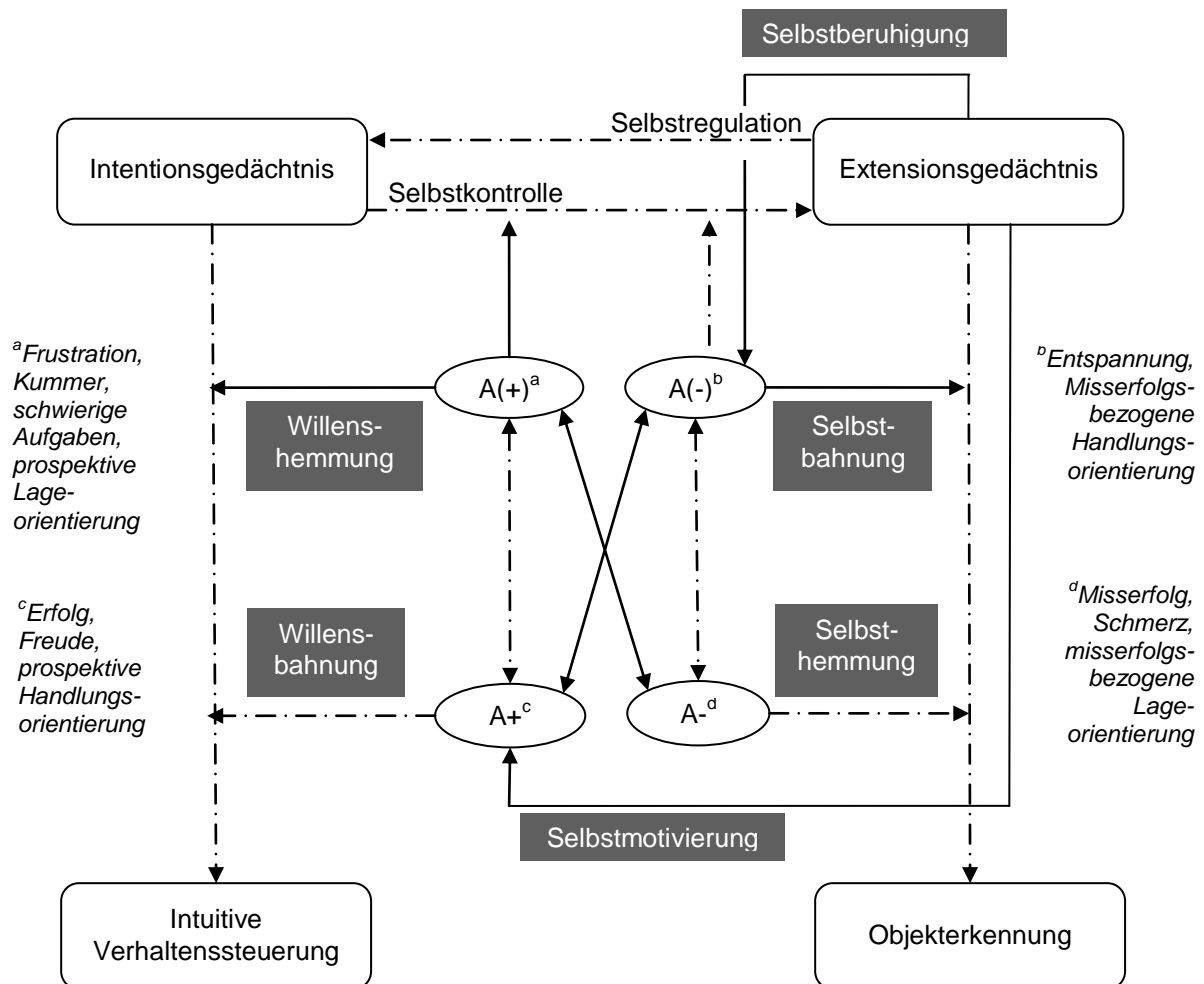 Selbstberuhigung
Selbstregulation
Intentionsgedächtnis
Extensionsgedächtnis
Selbstkontrolle
aFrustration,
Kummer,
schwierige
Aufgaben,
prospektive
Lage-
orientierung
A(+)a
A(-)b
bEntspannung,
Misserfolgs-
bezogene
Handlungs-
orientierung
Willens-
hemmung
Selbst-
bahnung
cErfolg,
Freude,
prospektive
Handlungs-
orientierung
Willens-
bahnung
Selbst-
hemmung
dMisserfolg,
Schmerz,
misserfolgs-
bezogene
Lage-
orientierung
A+c
A-d
Selbstmotivierung
Intuitive
Verhaltenssteuerung
Objekterkennung